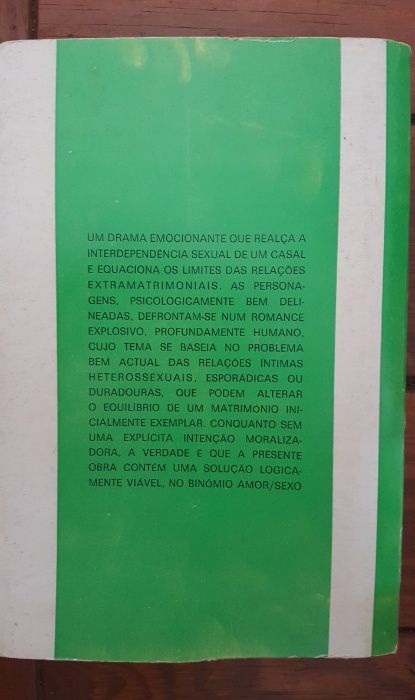 UM DRAMA EMOCIONANTE QUE REALÇA A
INTERDEPENDÊNCIA SEXUAL DE UM CASAL
E EQUACIONA OS LIMITES DAS RELAÇÕES
EXTRAMATRIMONIAIS. AS PERSONA-
GENS, PSICOLOGICAMENTE BEM DELI-
NEADAS, DEFRONTAM-SE NUM ROMANCE
EXPLOSIVO, PROFUNDAMENTE HUMANO,
CUJO TEMA SE BASEIA NO PROBLEMA
BEM ACTUAL DAS RELAÇÕES ÍNTIMAS
HETEROSSEXUAIS, ESPORÁDICAS OU
DURADOURAS, QUE PODEM ALTERAR
O EQUILÍBRIO DE UM MATRIMÓNIO INI-
CIALMENTE EXEMPLAR. CONQUANTO SEM
UMA EXPLÍCITA INTENÇÃO MORALIZA-
DORA, A VERDADE É QUE A PRESENTE
OBRA CONTÉM UMA SOLUÇÃO LOGICA-
MENTE VIÁVEL, NO BINÓMIO AMOR/SEXO